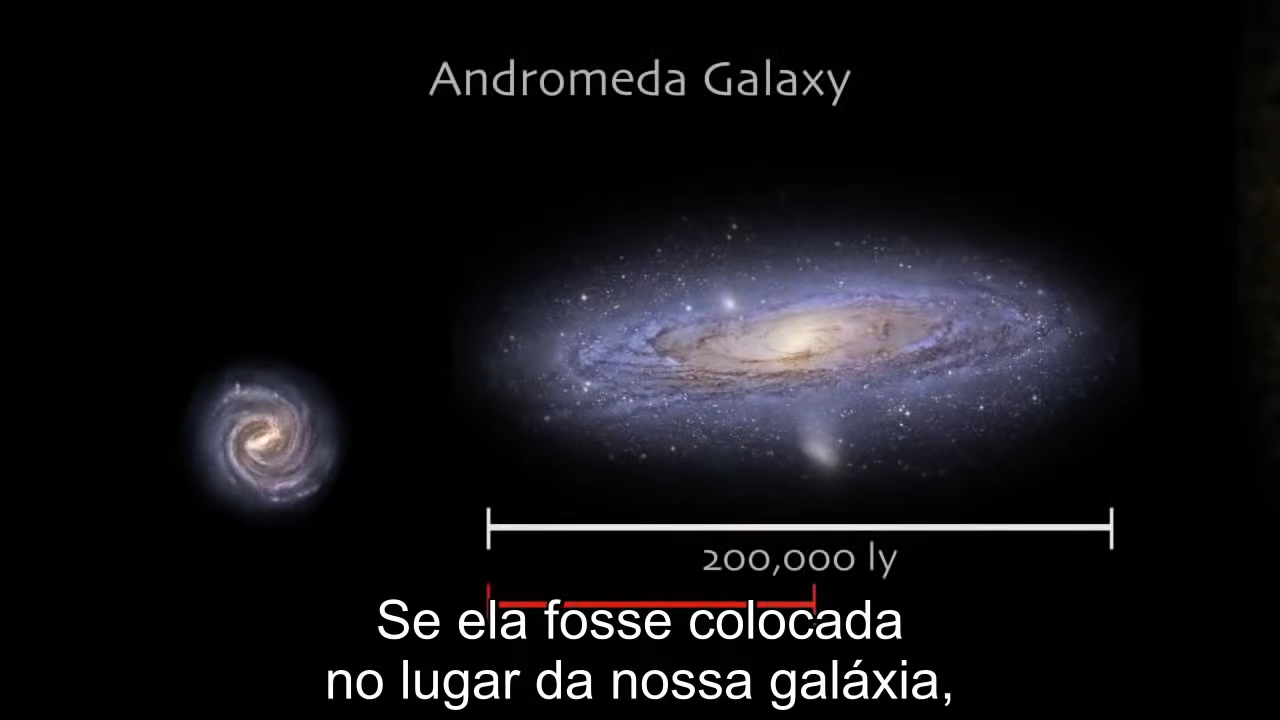 Andromeda Galaxy
200,000 ly
Se ela fosse colocada
no lugar da nossa galáxia,